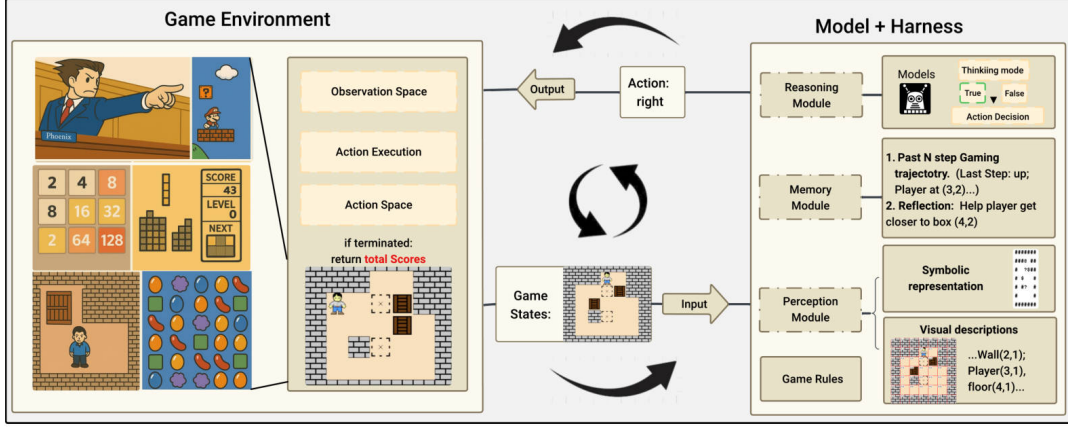 Game Environment
Phoenix
2 4 8
8 16 32
2 64 128
SCORE
43
LEVEL
0
NEXT
Observation Space
Action Execution
Action Space
if terminated:
return total Scores
Output
Action:
right
Game
States:
Input
Model + Harness
Reasoning
Module
Models
Thinkiing mode
True
False
Action Decision
Memory
Module
1. Past N step Gaming
trajectotry. (Last Step: up;
Player at (3,2)...)
2. Reflection: Help player get
closer to box (4,2)
Perception
Module
Symbolic
representation
Visual descriptions
...Wall(2,1);
Player(3,1),
floor(4,1)...
Game Rules